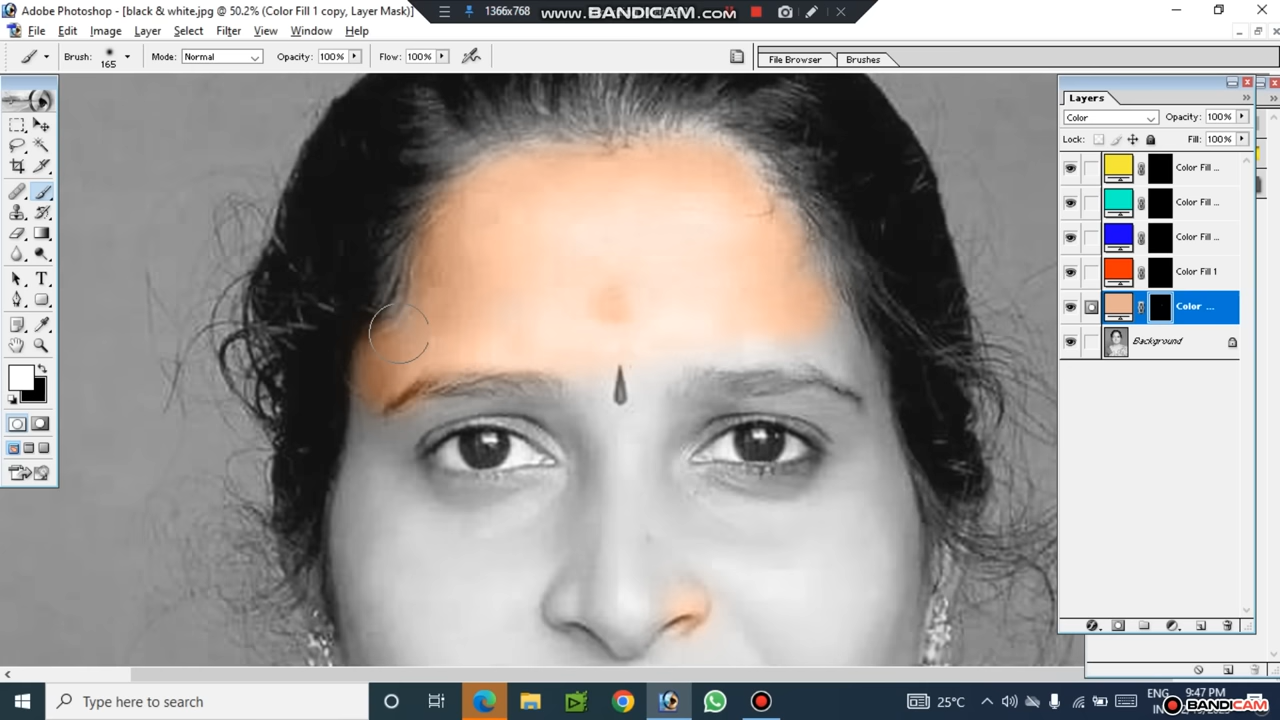 Adobe Photoshop - [black & white.jpg @ 50.2% (Color Fill 1 copy, Layer Mask)]
1366x768
www.BANDICAM.com
File Edit Image Layer Select Filter View Window Help
Brush: 165 Mode: Normal Opacity: 100% Flow: 100%
File Browser Brushes
Layers
Color Opacity: 100%
Lock: Fill: 100%
Color Fill ...
Color Fill ...
Color Fill ...
Color Fill 1
Color ...
Background
Type here to search
25°C
ENG
9:47 PM
IN
BANDICAM